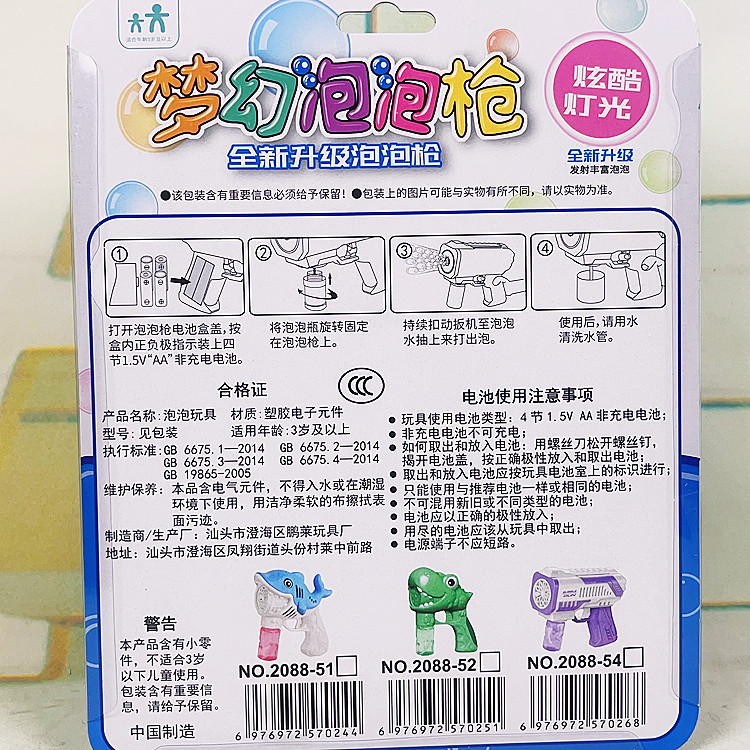 适合年龄3岁及以上
梦幻泡泡枪
全新升级泡泡枪
炫酷
灯光
全新升级
发射丰富泡泡
●该包装含有重要信息必须给予保留!●包装上的图片可能与实物有所不同，请以实物为准。
①
打开泡泡枪电池盒盖,按
盒内正负极指示装上四
节1.5V“AA”非充电电池。
②
将泡泡瓶旋转固定
在泡泡枪上。
③
持续扣动扳机至泡泡
水抽上来打出泡。
④
使用后,请用水
清洗水管。
合格证
CCC
产品名称:泡泡玩具 材质:塑胶电子元件
型号:见包装 适用年龄:3岁及以上
执行标准:GB 6675.1—2014 GB 6675.2—2014
GB 6675.3—2014 GB 6675.4—2014
GB 19865-2005
维护保养:本品含电气元件,不得入水或在潮湿
环境下使用,用洁净柔软的布擦拭表
面污迹。
制造商/生产厂:汕头市澄海区鹏莱玩具厂
地址:汕头市澄海区凤翔街道头份村莱中前路
电池使用注意事项
● 玩具使用电池类型:4节1.5V AA非充电电池;
● 非充电电池不可充电;
● 如何取出和放入电池:用螺丝刀松开螺丝钉,
揭开电池盖,按正确极性放入和取出电池;
● 取出和放入电池应按玩具电池室上的标识进行;
● 只能使用与推荐电池一样或相同的电池;
● 不可混用新旧或不同类型的电池;
● 电池应以正确的极性放入;
● 用尽的电池应该从玩具中取出;
● 电源端子不应短路。
警告
本产品含有小零
件,不适合3岁
以下儿童使用。
包装含有重要信
息,请给予保留。
中国制造
NO.2088-51
6 976972 570244
NO.2088-52
6 976972 570251
NO.2088-54
6 976972 570268